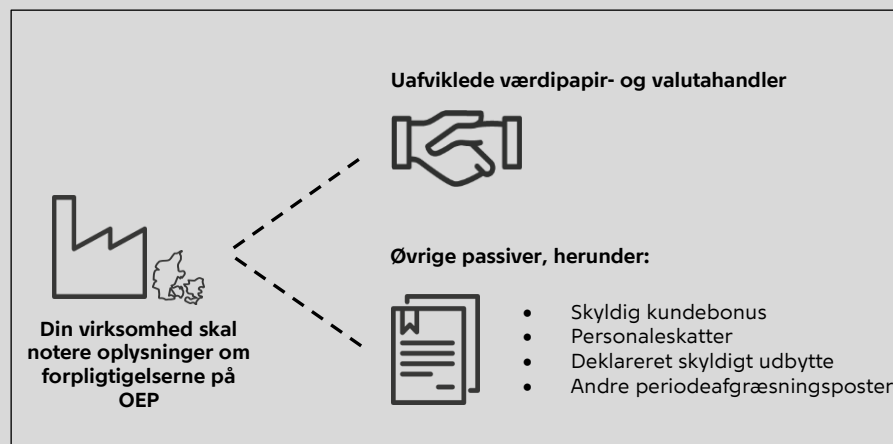 Uafviklede værdipapir- og valutahandler
Øvrige passiver, herunder:
• Skyldig kundebonus
• Personaleskatter
• Deklareret skyldigt udbytte
• Andre periodeafgræsningsposter
Din virksomhed skal
notere oplysninger om
forpligtigelserne på
OEP